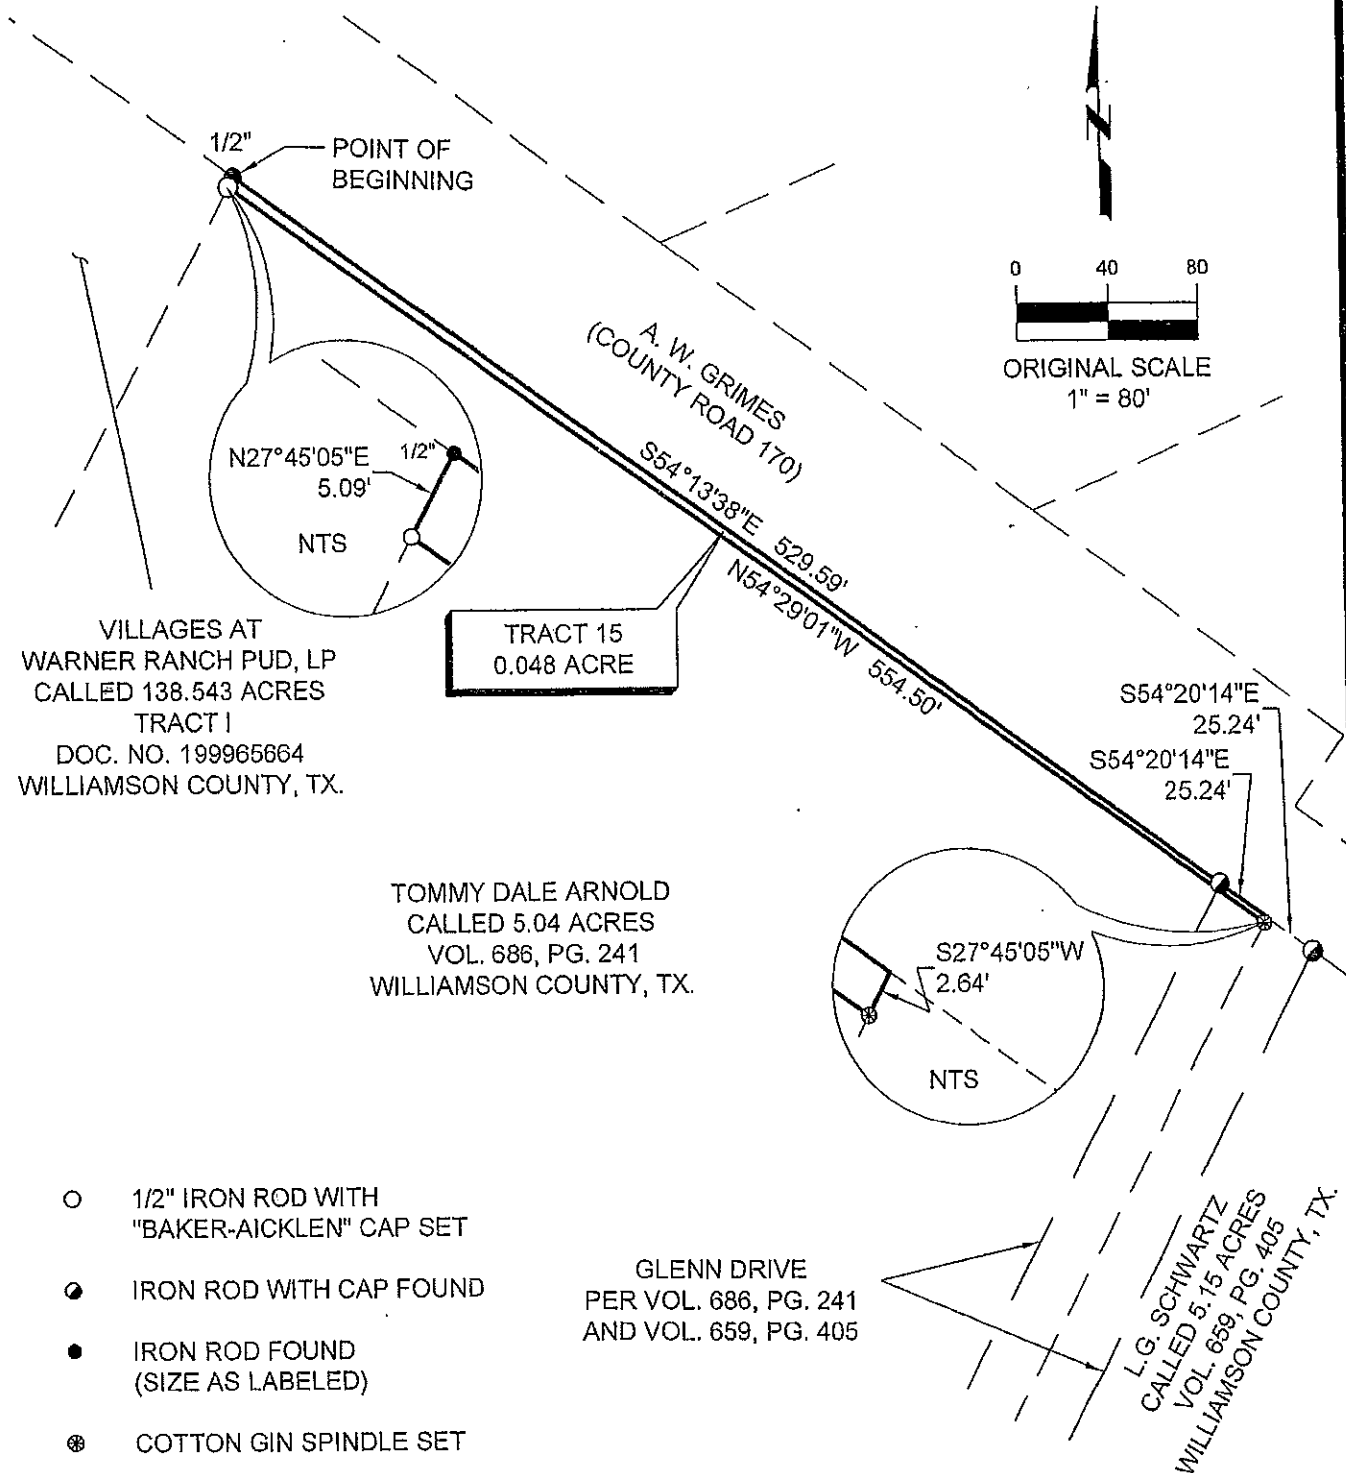 1/2"
POINT OF
BEGINNING
N
0 40 80
ORIGINAL SCALE
1" = 80'
A. W. GRIMES
(COUNTY ROAD 170)
S54°13'38"E 529.59'
N54°29'01"W 554.50'
N27°45'05"E
5.09'
1/2"
NTS
TRACT 15
0.048 ACRE
VILLAGES AT
WARNER RANCH PUD, LP
CALLED 138.543 ACRES
TRACT I
DOC. NO. 199965664
WILLIAMSON COUNTY, TX.
S54°20'14"E
25.24'
S54°20'14"E
25.24'
TOMMY DALE ARNOLD
CALLED 5.04 ACRES
VOL. 686, PG. 241
WILLIAMSON COUNTY, TX.
S27°45'05"W
2.64'
NTS
1/2" IRON ROD WITH
"BAKER-AICKLEN" CAP SET
IRON ROD WITH CAP FOUND
IRON ROD FOUND
(SIZE AS LABELED)
COTTON GIN SPINDLE SET
GLENN DRIVE
PER VOL. 686, PG. 241
AND VOL. 659, PG. 405
L.G. SCHWARTZ
CALLED 5.15 ACRES
VOL. 659, PG. 405
WILLIAMSON COUNTY, TX.